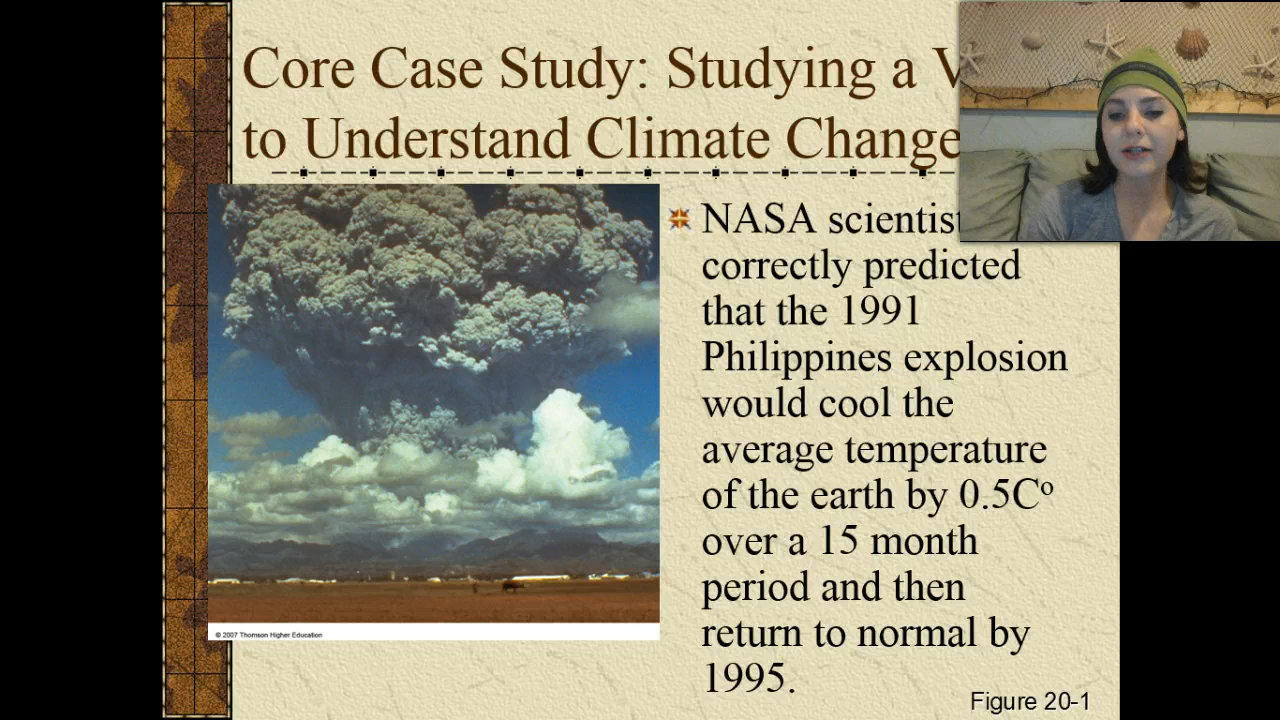 Core Case Study: Studying a V
to Understand Climate Change
NASA scientist
correctly predicted
that the 1991
Philippines explosion
would cool the
average temperature
of the earth by 0.5Cº
over a 15 month
period and then
return to normal by
1995.
© 2007 Thomson Higher Education
Figure 20-1